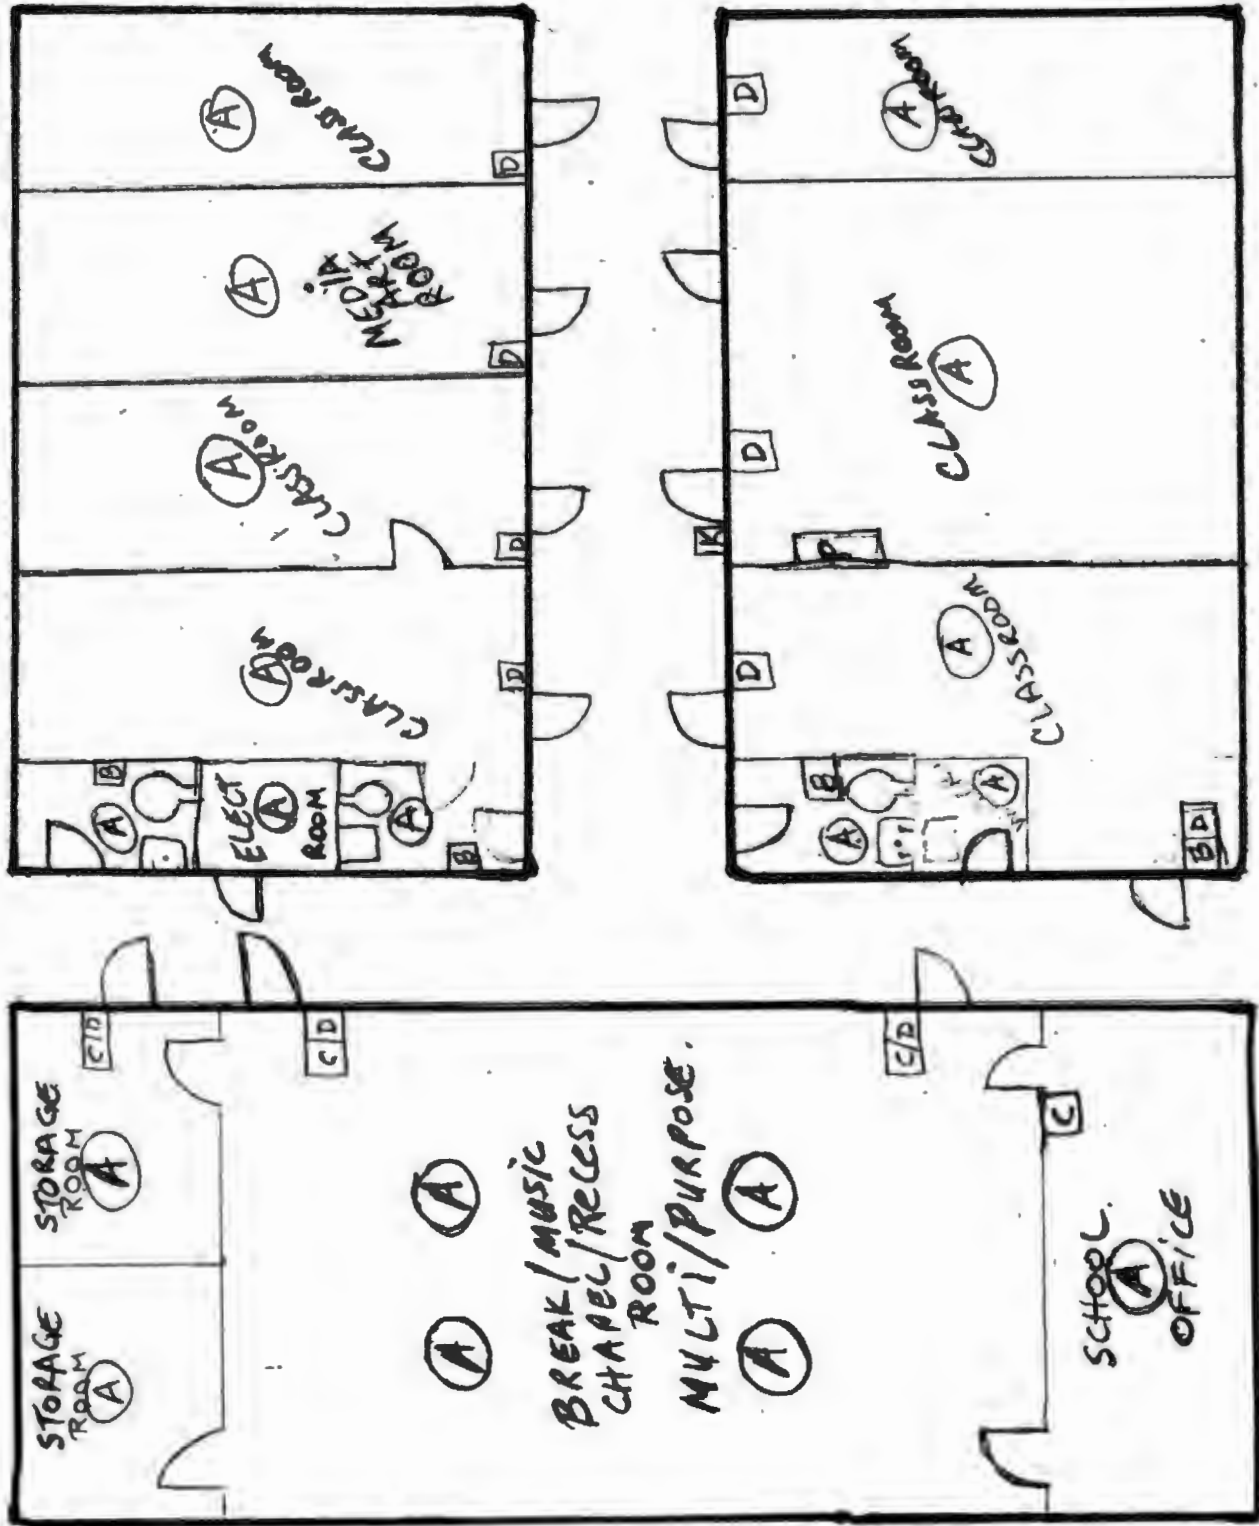 A
CLASSROOM
D
A
MEDIA
ART
ROOM
D
A
CLASSROOM
D
A
CLASSROOM
D
B
A
ELECT
A
ROOM
A
B
D
A
CLASSROOM
CLASSROOM
A
D
K
P
A
CLASSROOM
D
B
A
A
B D
C/D
STORAGE
ROOM
A
STORAGE
ROOM
A
C/D
A
A
BREAK/MUSIC
CHAPEL/RECESS
ROOM
MULTI/PURPOSE.
A
A
C/D
C
SCHOOL.
A
OFFICE